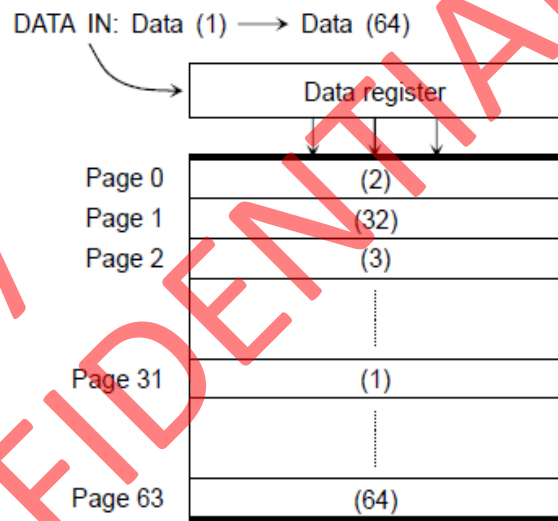 DATA IN: Data (1) → Data (64)
Data register
Page 0 (2)
Page 1 (32)
Page 2 (3)
Page 31 (1)
Page 63 (64)
FIDENTIA